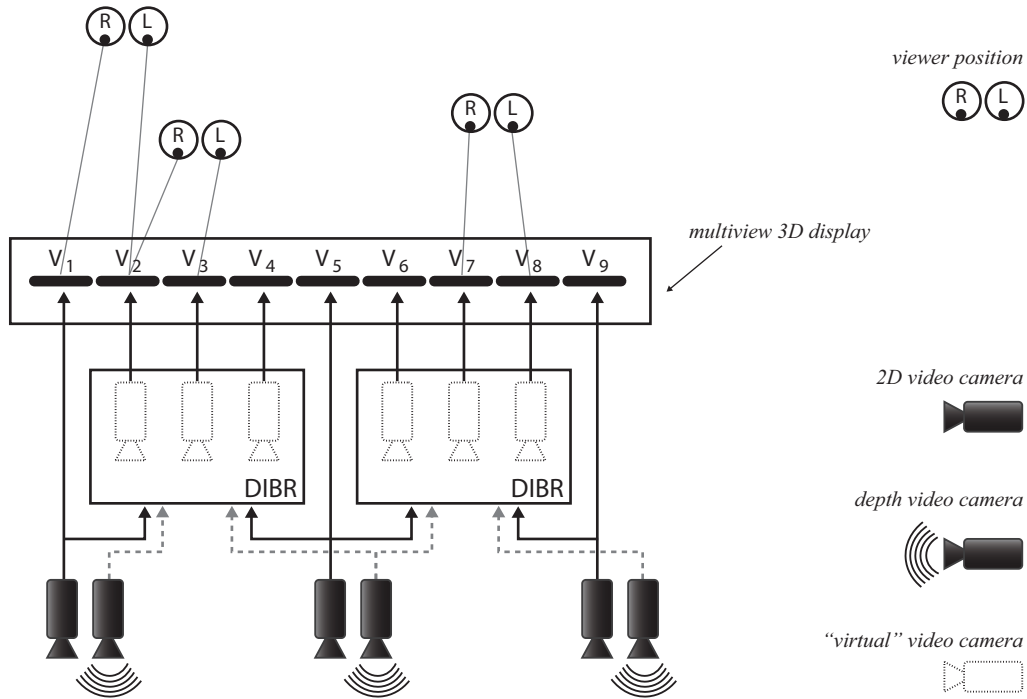 R L
viewer position
R L
R L
R L
multiview 3D display
V1 V2 V3 V4 V5 V6 V7 V8 V9
2D video camera
DIBR DIBR
depth video camera
“virtual” video camera